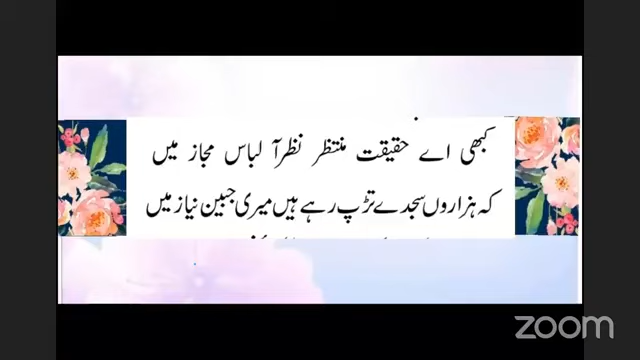 کبھی اے حقیقت منتظر نظر آ لباس مجاز میں
کہ ہزاروں سجدے تڑپ رہے ہیں میری جبین نیاز میں
zoom